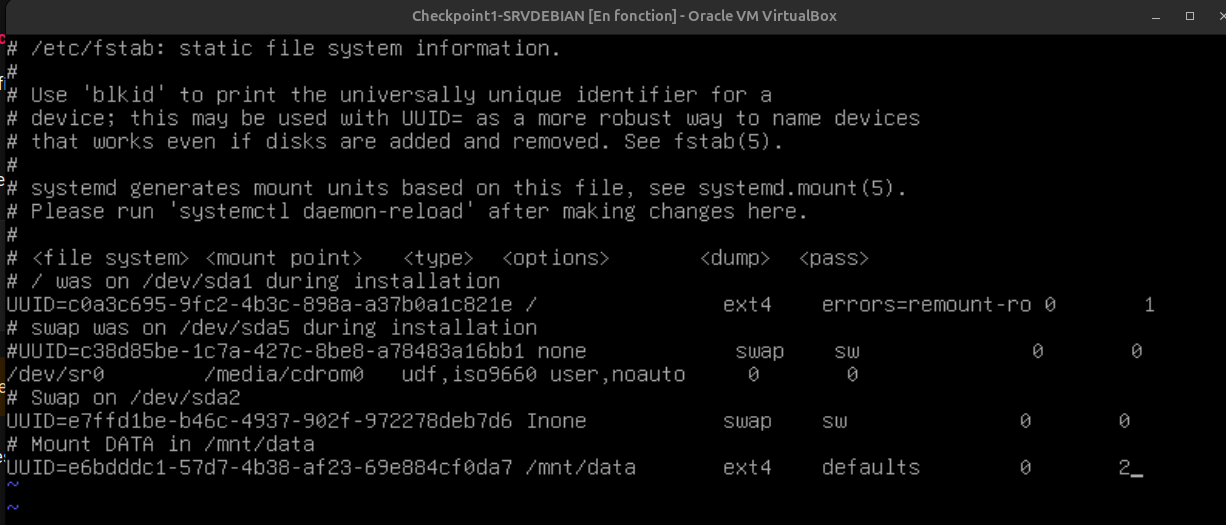 Checkpoint1-SRVDEBIAN [En fonction] - Oracle VM VirtualBox
# /etc/fstab: static file system information.
#
# Use 'blkid' to print the universally unique identifier for a
# device; this may be used with UUID= as a more robust way to name devices
# that works even if disks are added and removed. See fstab(5).
#
# systemd generates mount units based on this file, see systemd.mount(5).
# Please run 'systemctl daemon-reload' after making changes here.
#
# <file system> <mount point>   <type>  <options>       <dump>  <pass>
# / was on /dev/sda1 during installation
UUID=c0a3c695-9fc2-4b3c-898a-a37b0a1c821e /               ext4    errors=remount-ro 0       1
# swap was on /dev/sda5 during installation
#UUID=c38d85be-1c7a-427c-8be8-a78483a16bb1 none            swap    sw              0       0
/dev/sr0        /media/cdrom0   udf,iso9660 user,noauto     0       0
# Swap on /dev/sda2
UUID=e7ffd1be-b46c-4937-902f-972278deb7d6 Inone           swap    sw              0       0
# Mount DATA in /mnt/data
UUID=e6bdddc1-57d7-4b38-af23-69e884cf0da7 /mnt/data       ext4    defaults        0       2_
~
~